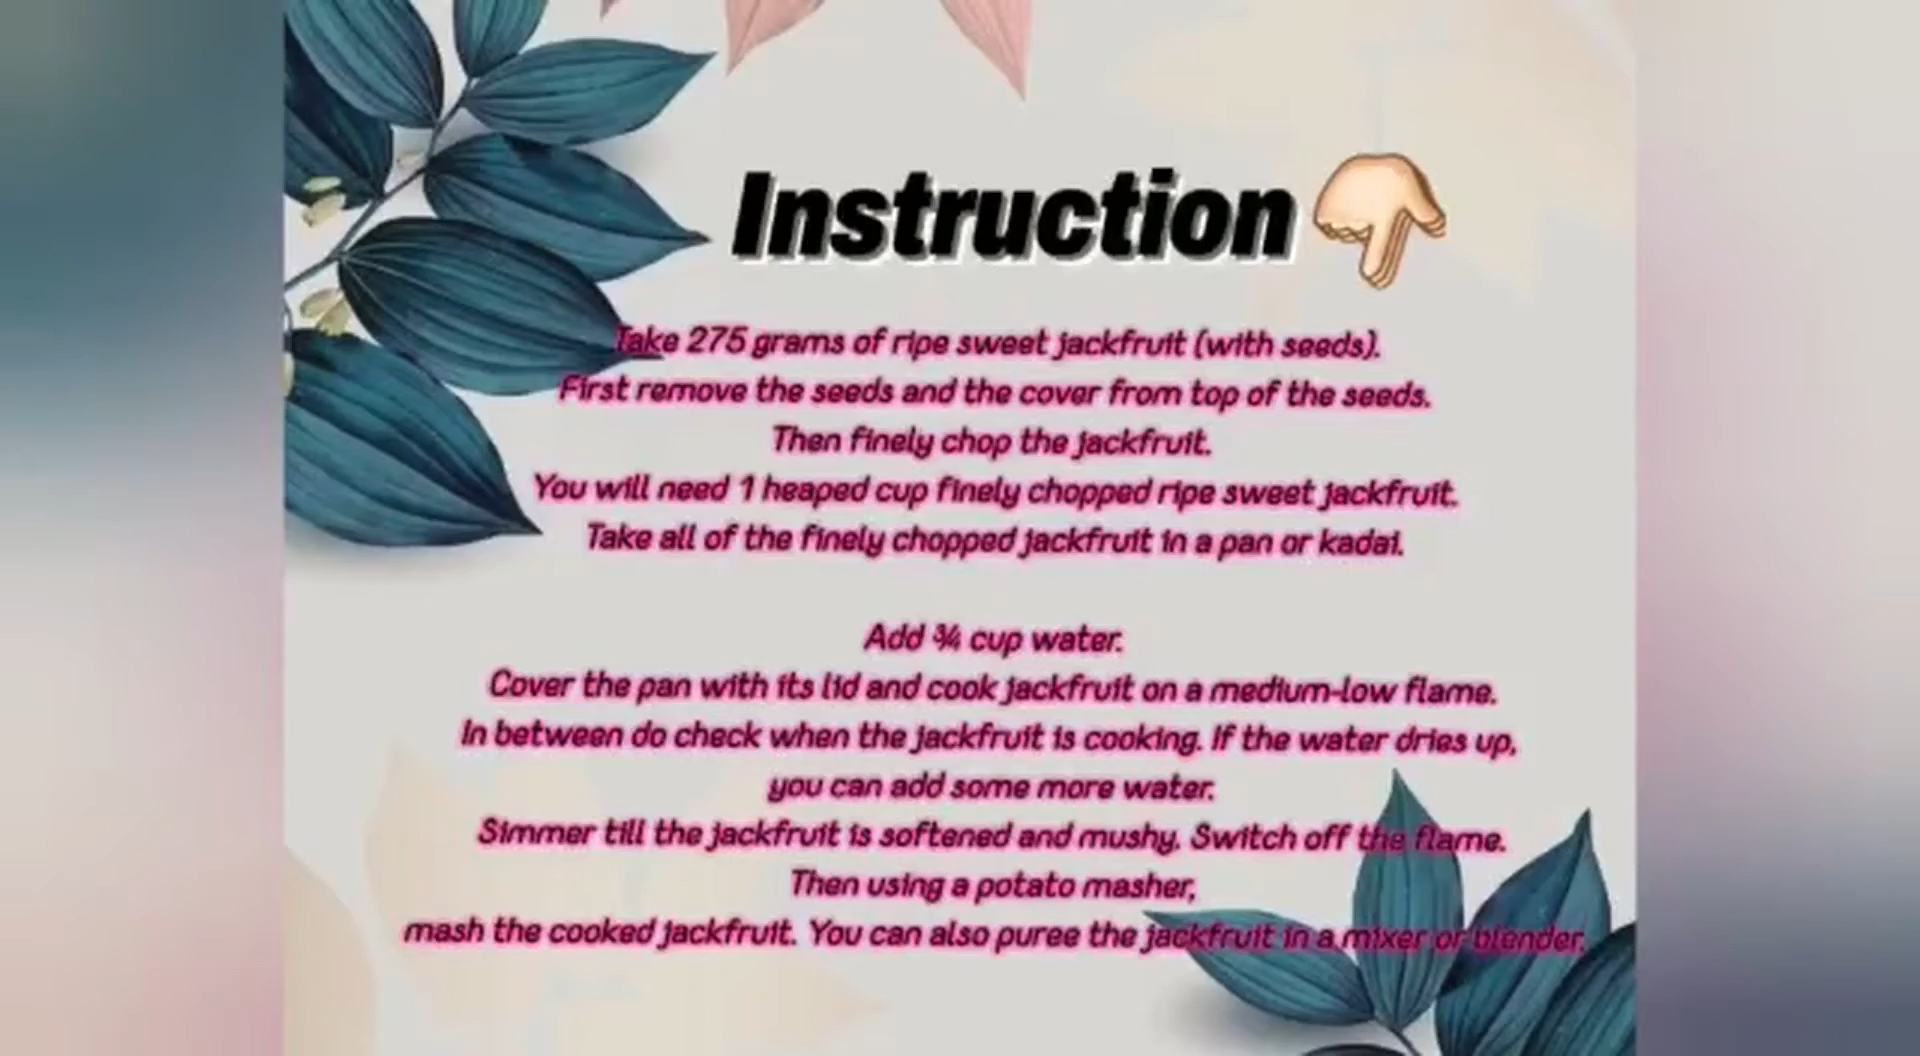 Instruction
Take 275 grams of ripe sweet jackfruit (with seeds).
First remove the seeds and the cover from top of the seeds.
Then finely chop the jackfruit.
You will need 1 heaped cup finely chopped ripe sweet jackfruit.
Take all of the finely chopped jackfruit in a pan or kadai.
Add ¾ cup water.
Cover the pan with its lid and cook jackfruit on a medium-low flame.
In between do check when the jackfruit is cooking. If the water dries up,
you can add some more water.
Simmer till the jackfruit is softened and mushy. Switch off the flame.
Then using a potato masher,
mash the cooked jackfruit. You can also puree the jackfruit in a mixer or blender.